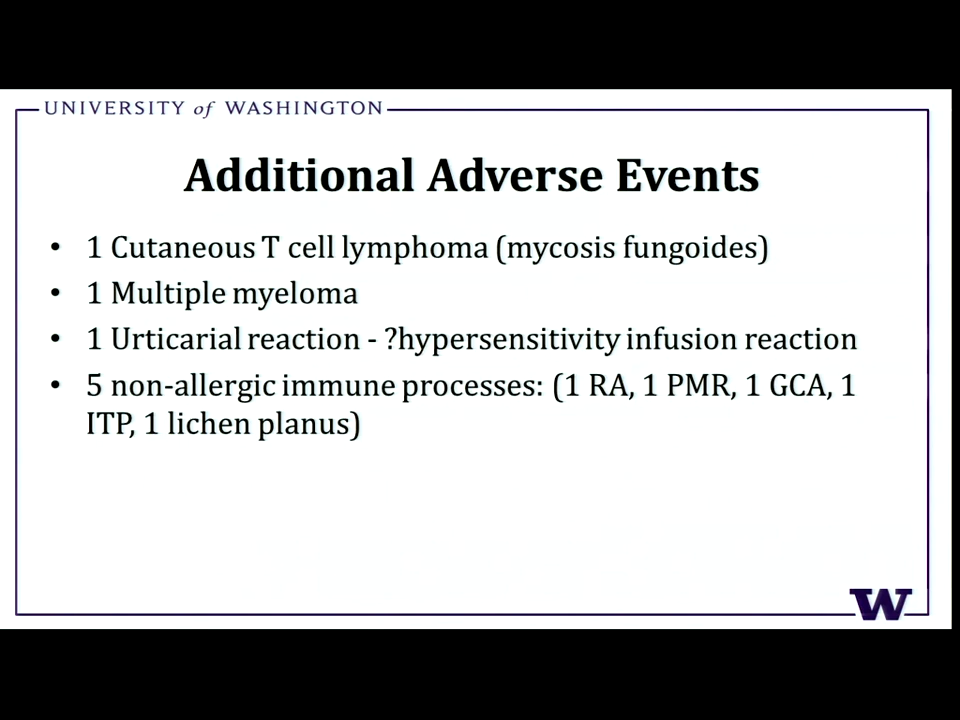 UNIVERSITY of WASHINGTON
Additional Adverse Events
• 1 Cutaneous T cell lymphoma (mycosis fungoides)
• 1 Multiple myeloma
• 1 Urticarial reaction - ?hypersensitivity infusion reaction
• 5 non-allergic immune processes: (1 RA, 1 PMR, 1 GCA, 1
ITP, 1 lichen planus)
W